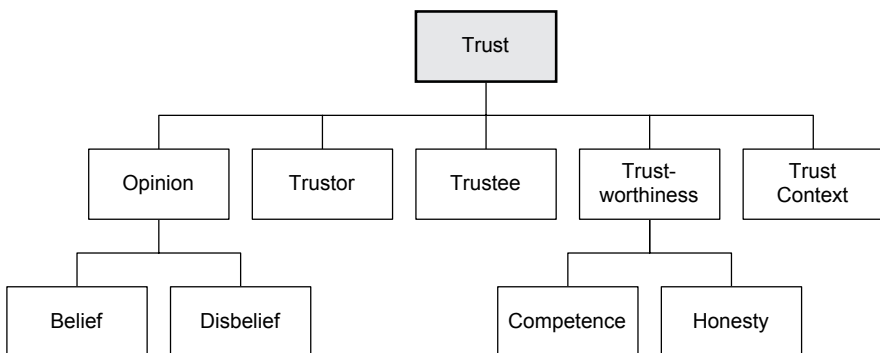 Trust
Opinion
Trustor
Trustee
Trust-
worthiness
Trust
Context
Belief
Disbelief
Competence
Honesty